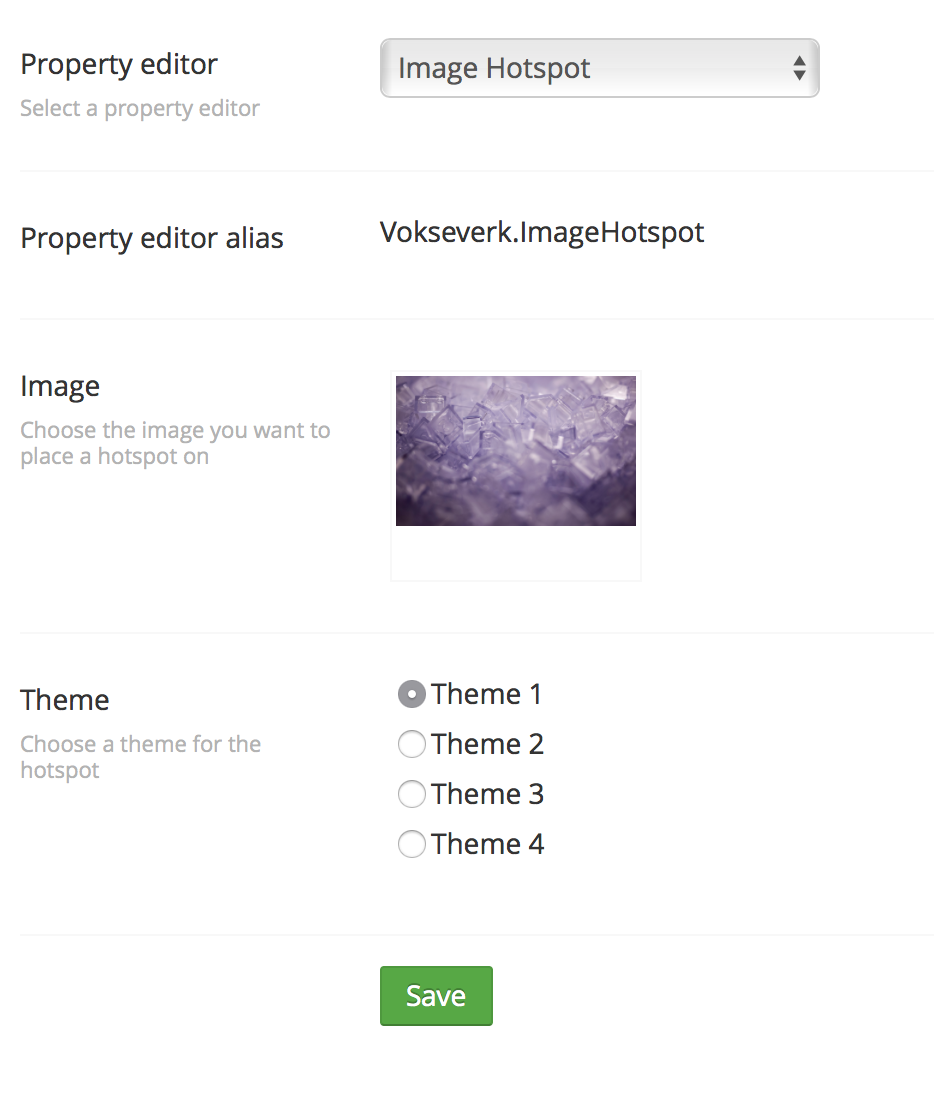 Property editor
Image Hotspot
Select a property editor
Property editor alias
Vokseverk.ImageHotspot
Image
Choose the image you want to
place a hotspot on
Theme
Choose a theme for the
hotspot
Theme 1
Theme 2
Theme 3
Theme 4
Save